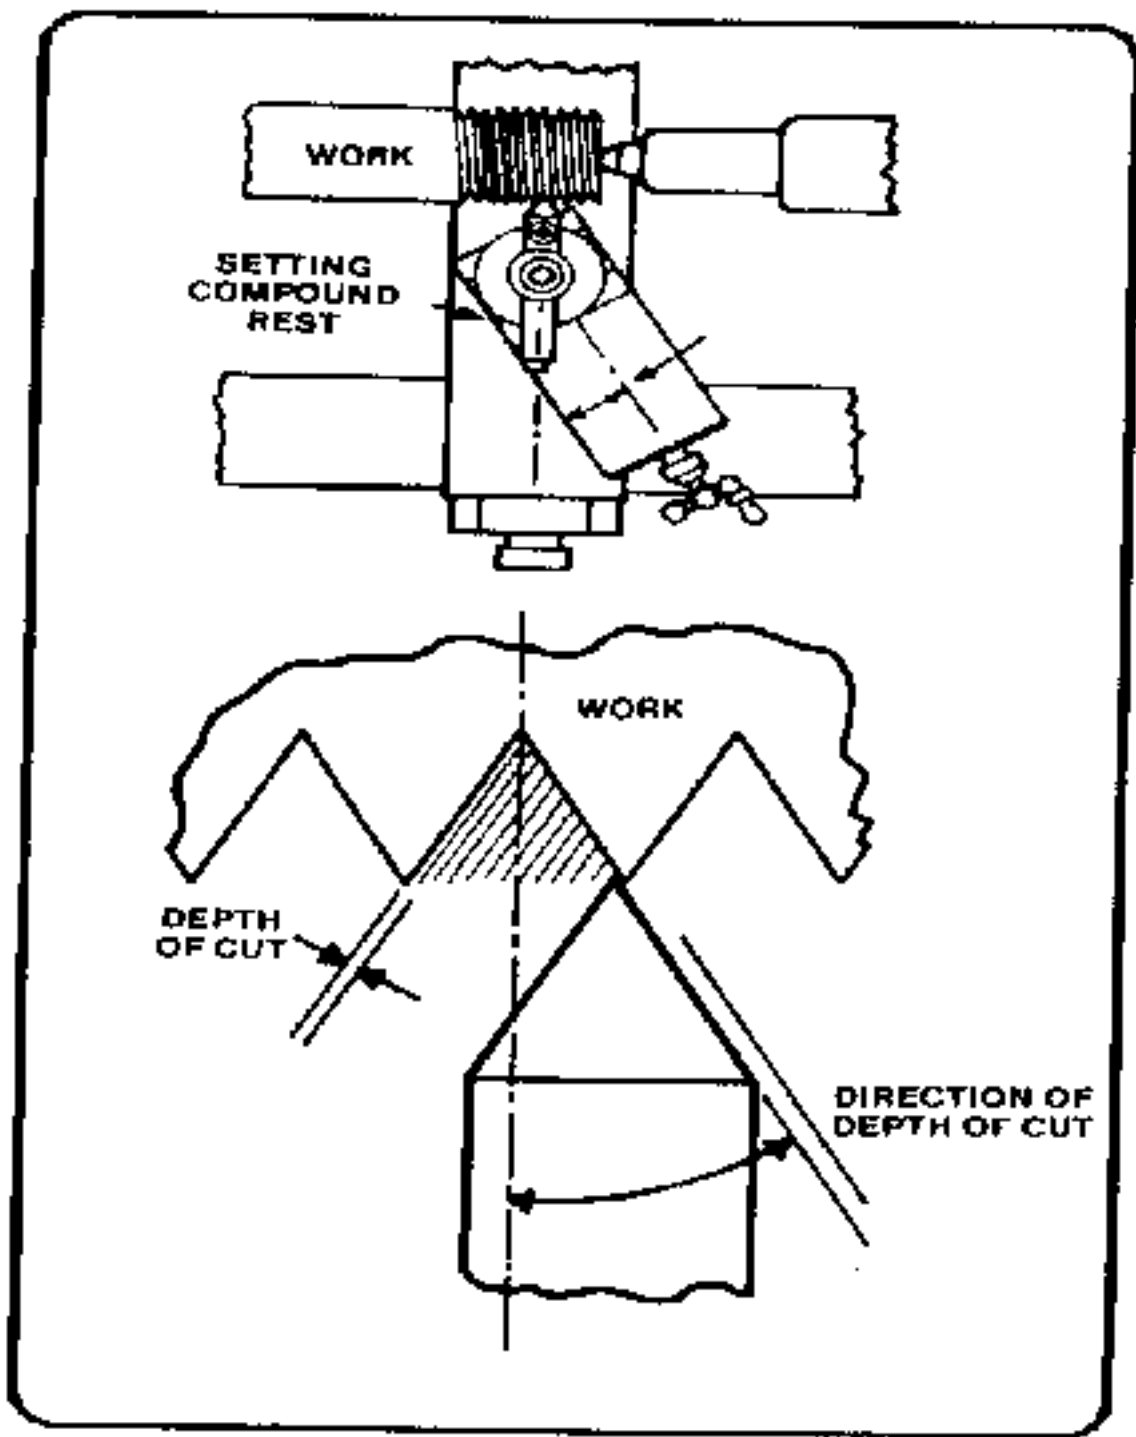 WORK
SETTING
COMPOUND
REST
WORK
DEPTH
OF CUT
DIRECTION OF
DEPTH OF CUT